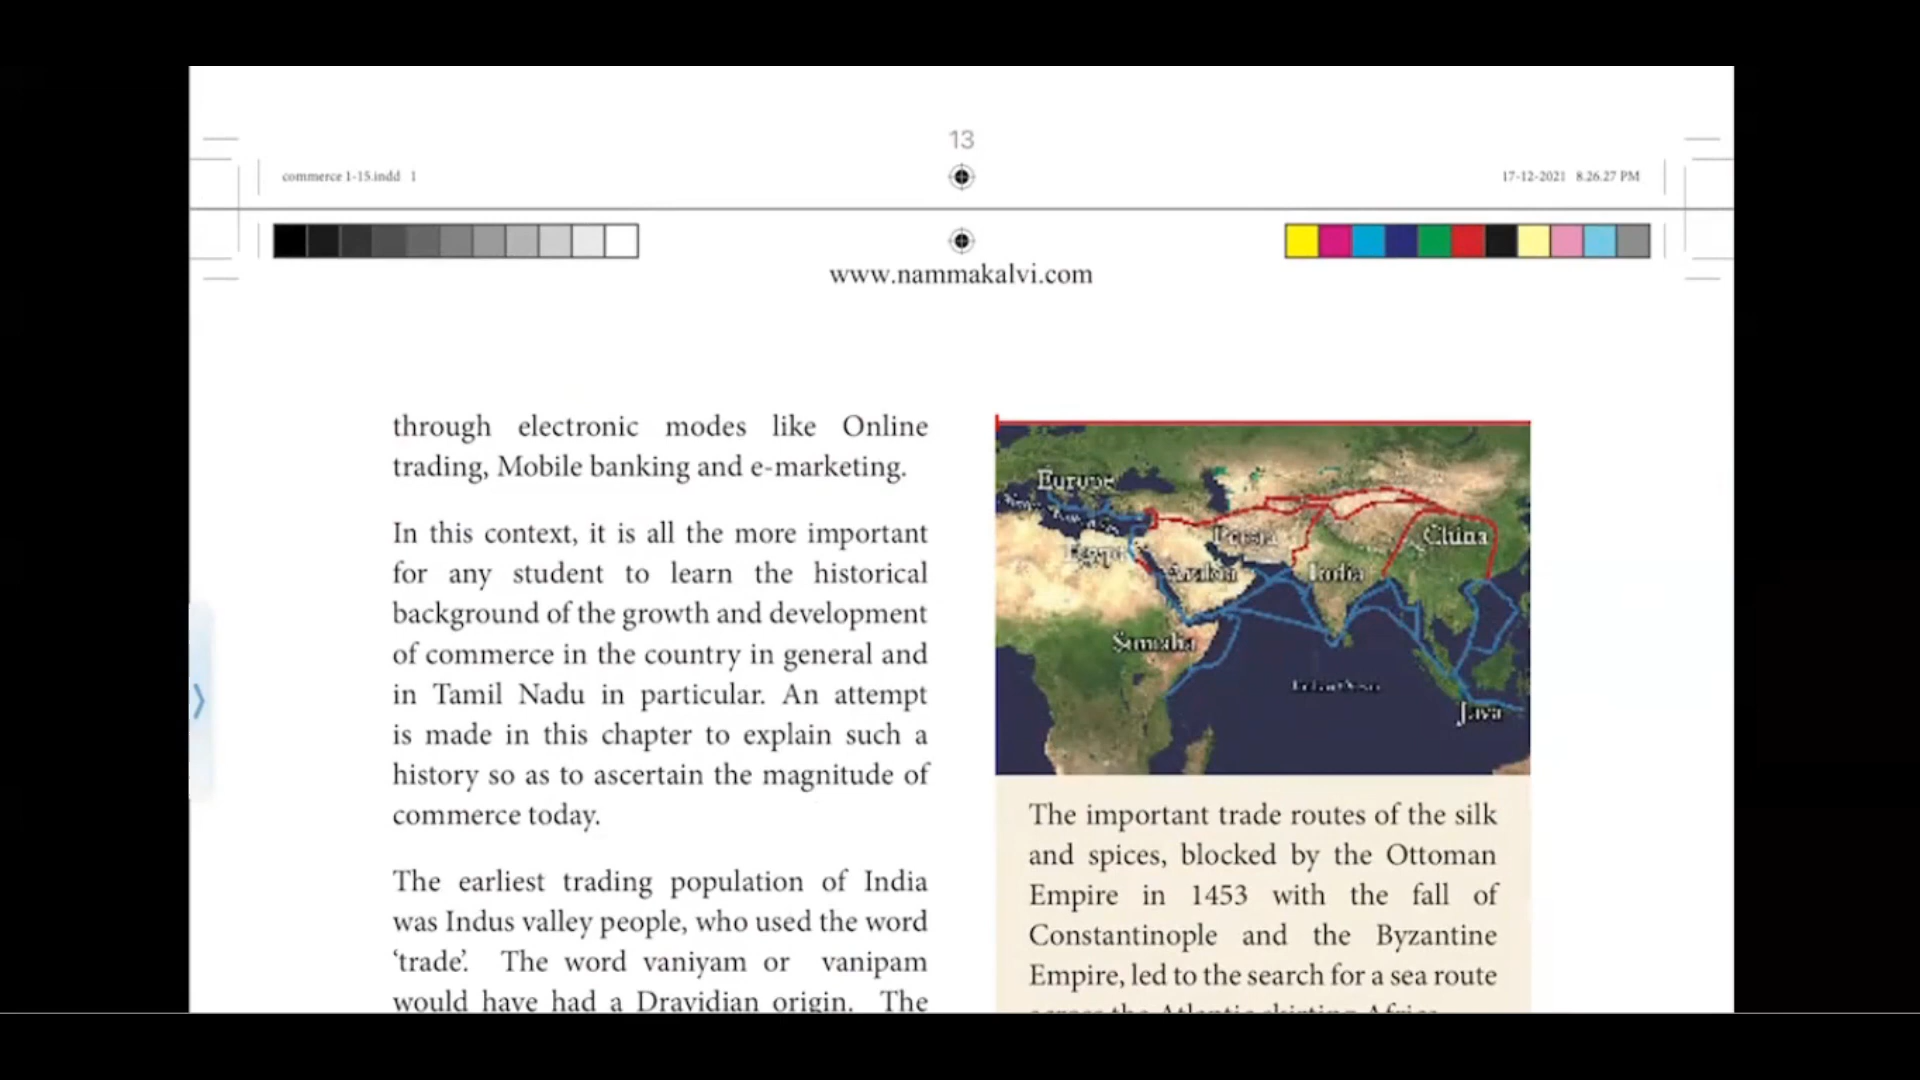 13
commerce 1-15.indd 1
17-12-2021 8.26.27 PM
www.nammakalvi.com
through electronic modes like Online
trading, Mobile banking and e-marketing.
In this context, it is all the more important
for any student to learn the historical
background of the growth and development
of commerce in the country in general and
in Tamil Nadu in particular. An attempt
is made in this chapter to explain such a
history so as to ascertain the magnitude of
commerce today.
The earliest trading population of India
was Indus valley people, who used the word
‘trade’. The word vaniyam or vanipam
would have had a Dravidian origin. The
Europe
Egypt
Persia
Arabia
India
China
Somalia
Indian Ocean
Java
The important trade routes of the silk
and spices, blocked by the Ottoman
Empire in 1453 with the fall of
Constantinople and the Byzantine
Empire, led to the search for a sea route
across the Atlantic skirting Africa